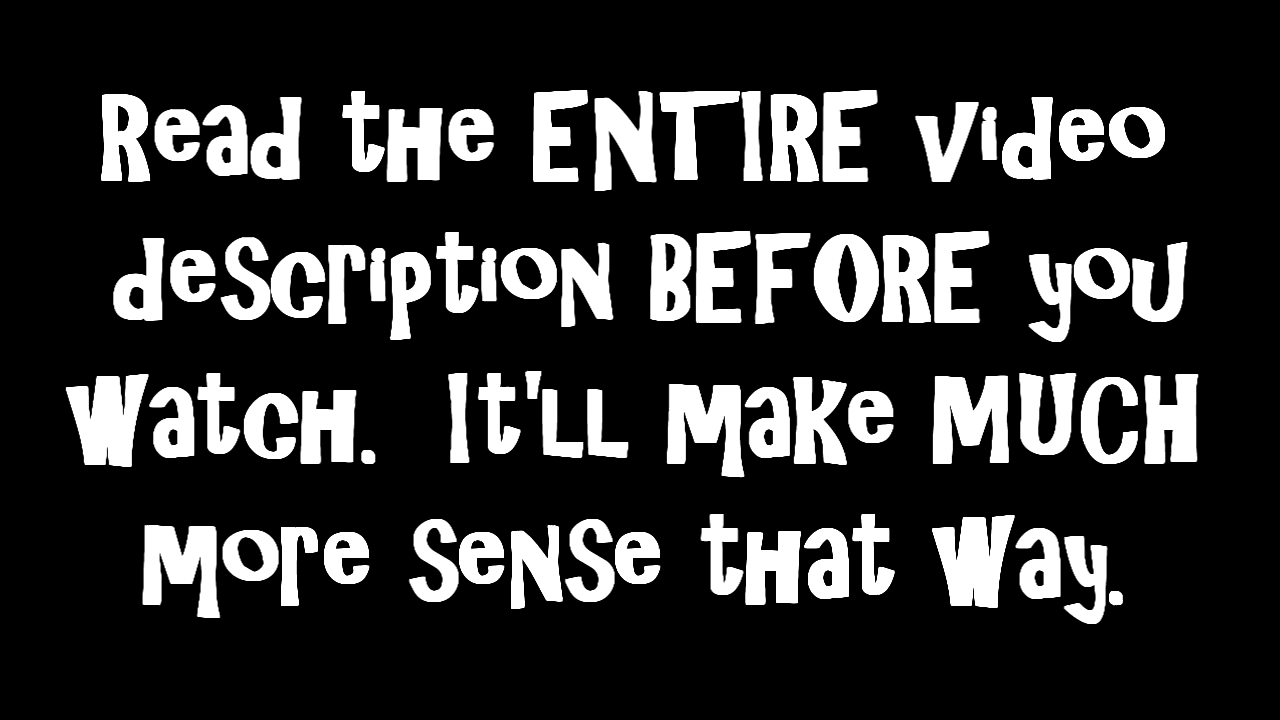 Read the ENTIRE video
description BEFORE you
watch.  It'll make MUCH
more sense that way.